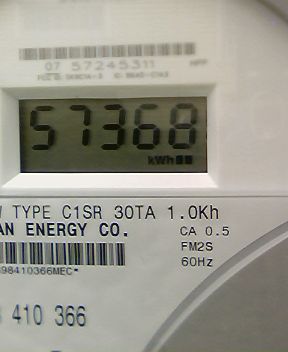 07 57245311
57368
kWh
TYPE C1SR 30TA 1.0Kh
AN ENERGY CO. CA 0.5
FM2S
60Hz
98410366MEC*
410 366